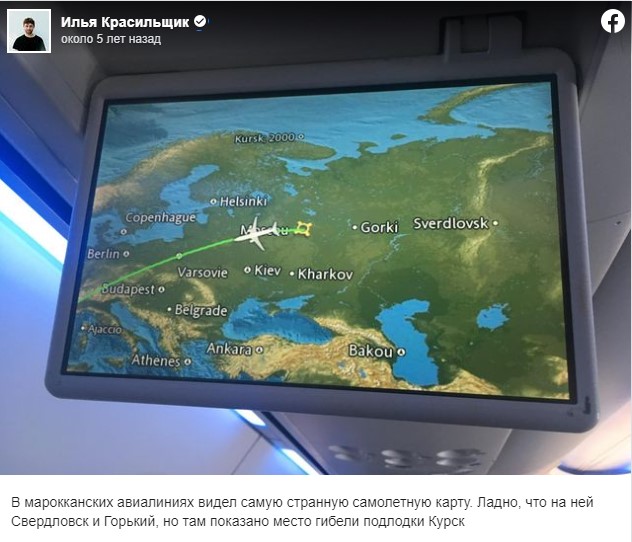 Илья Красильщик
около 5 лет назад
Kursk, 2000
Helsinki
Copenhague
Moscou
Gorki
Sverdlovsk
Berlin
Varsovie
Kiev
Kharkov
Budapest
Belgrade
Ajaccio
Ankara
Bakou
Athenes
В марокканских авиалиниях видел самую странную самолетную карту. Ладно, что на ней
Свердловск и Горький, но там показано место гибели подлодки Курск